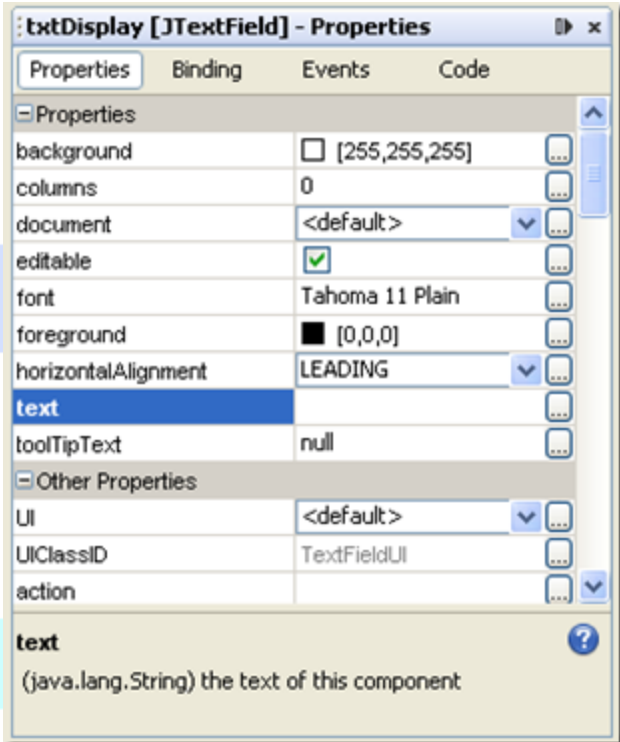 txtDisplay [JTextField] - Properties
Properties Binding Events Code
Properties
background [255,255,255] ...
columns 0 ...
document <default> ...
editable ...
font Tahoma 11 Plain ...
foreground [0,0,0] ...
horizontalAlignment LEADING ...
text ...
toolTipText null ...
Other Properties
UI <default> ...
UIClassID TextFieldUI ...
action ...
text ?
(java.lang.String) the text of this component